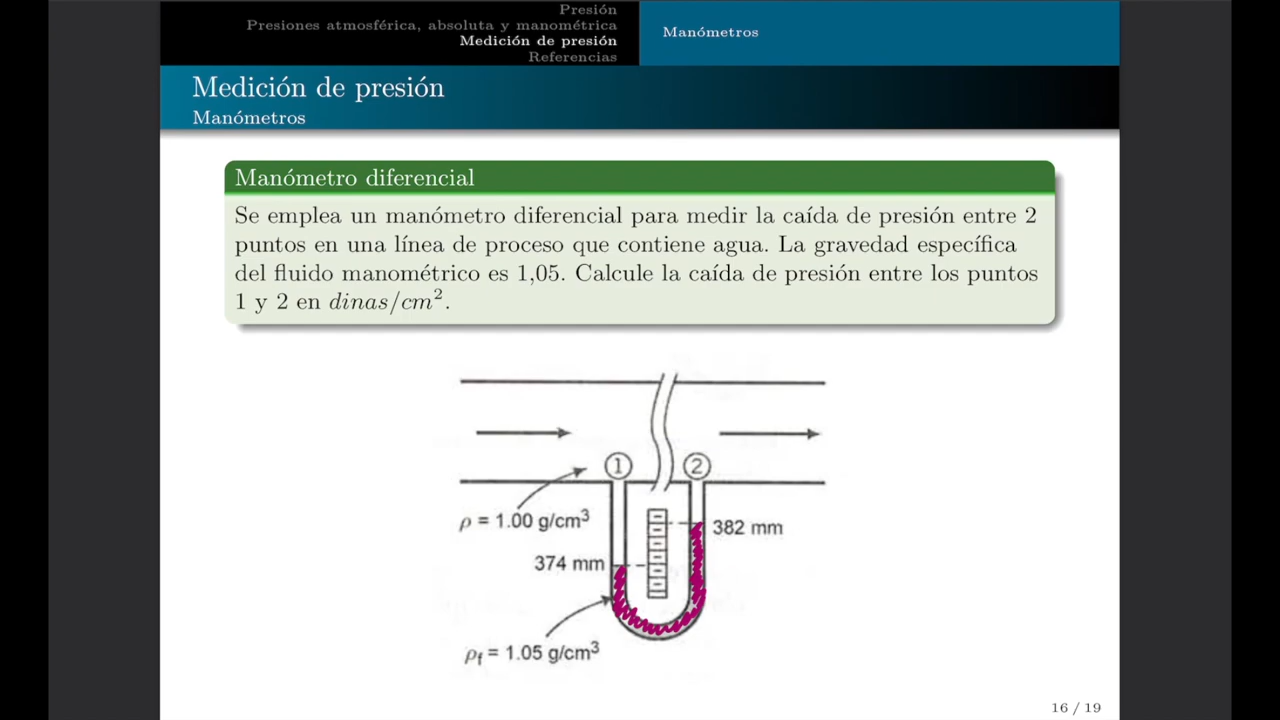 Presión
Presiones atmosférica, absoluta y manométrica
Medición de presión
Referencias
Manómetros
Medición de presión
Manómetros
Manómetro diferencial
Se emplea un manómetro diferencial para medir la caída de presión entre 2
puntos en una línea de proceso que contiene agua. La gravedad específica
del fluido manométrico es 1,05. Calcule la caída de presión entre los puntos
1 y 2 en dinas/cm².
① ②
ρ = 1.00 g/cm³
382 mm
374 mm
ρf = 1.05 g/cm³
16 / 19